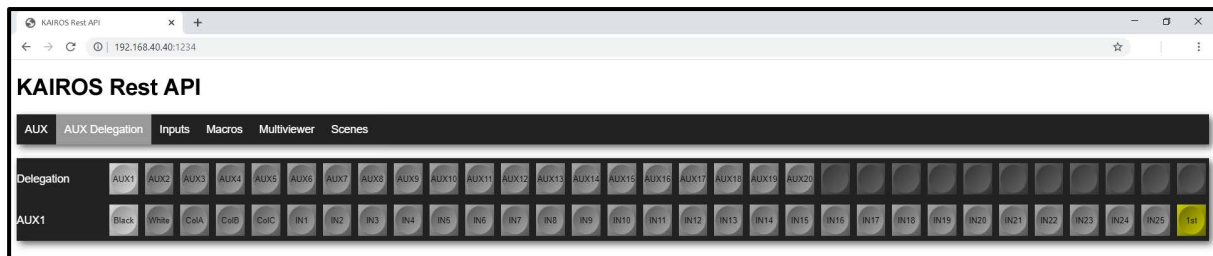 KAIROS Rest API
192.168.40.40:1234
KAIROS Rest API
AUX AUX Delegation Inputs Macros Multiviewer Scenes
Delegation AUX1 AUX2 AUX3 AUX4 AUX5 AUX6 AUX7 AUX8 AUX9 AUX10 AUX11 AUX12 AUX13 AUX14 AUX15 AUX16 AUX17 AUX18 AUX19 AUX20
AUX1 Black White ColA ColB ColC IN1 IN2 IN3 IN4 IN5 IN6 IN7 IN8 IN9 IN10 IN11 IN12 IN13 IN14 IN15 IN16 IN17 IN18 IN19 IN20 IN21 IN22 IN23 IN24 IN25 1st